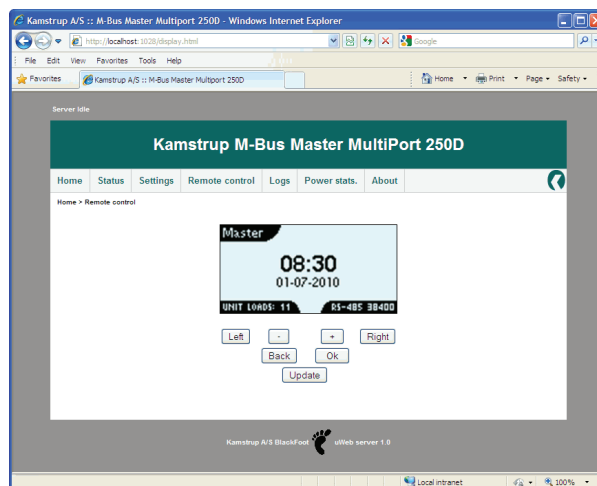 Kamstrup A/S :: M-Bus Master Multiport 250D - Windows Internet Explorer
http://localhost:1028/display.html
Google
File Edit View Favorites Tools Help
Favorites Kamstrup A/S :: M-Bus Master Multiport 250D Home Print Page Safety
Server Idle
Kamstrup M-Bus Master MultiPort 250D
Home Status Settings Remote control Logs Power stats. About
Home > Remote control
Master
08:30
01-07-2010
UNIT LOADS: 11 RS-485 38400
Left - + Right
Back Ok
Update
Kamstrup A/S BlackFoot uWeb server 1.0
Local intranet 100%